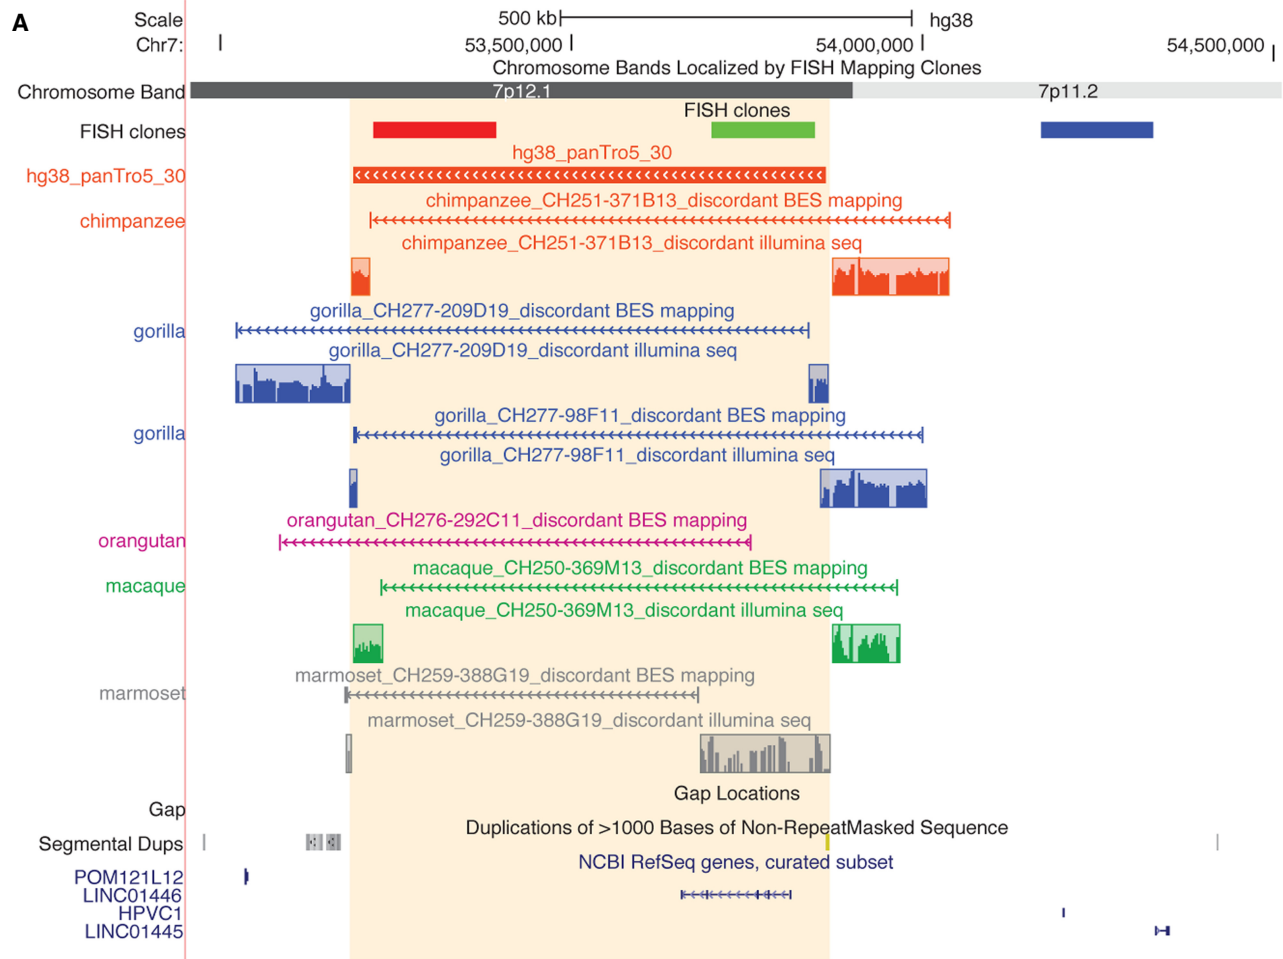 A
Scale 500 kb hg38
Chr7: 53,500,000 54,000,000 54,500,000
Chromosome Bands Localized by FISH Mapping Clones
Chromosome Band 7p12.1 7p11.2
FISH clones
FISH clones
hg38_panTro5_30
hg38_panTro5_30
chimpanzee_CH251-371B13_discordant BES mapping
chimpanzee
chimpanzee_CH251-371B13_discordant illumina seq
gorilla_CH277-209D19_discordant BES mapping
gorilla
gorilla_CH277-209D19_discordant illumina seq
gorilla_CH277-98F11_discordant BES mapping
gorilla
gorilla_CH277-98F11_discordant illumina seq
orangutan_CH276-292C11_discordant BES mapping
orangutan
macaque_CH250-369M13_discordant BES mapping
macaque
macaque_CH250-369M13_discordant illumina seq
marmoset_CH259-388G19_discordant BES mapping
marmoset
marmoset_CH259-388G19_discordant illumina seq
Gap Locations
Gap
Duplications of >1000 Bases of Non-RepeatMasked Sequence
Segmental Dups
NCBI RefSeq genes, curated subset
POM121L12
LINC01446
HPVC1
LINC01445